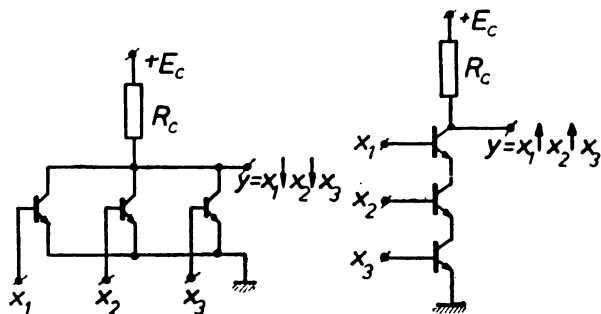 +E_c
R_c
y=x_1↓x_2↓x_3
x_1
x_2
x_3
+E_c
R_c
x_1
y=x_1↑x_2↑x_3
x_2
x_3